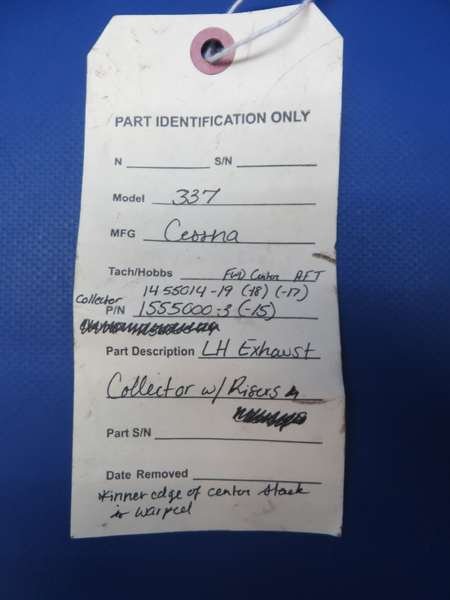 PART IDENTIFICATION ONLY
N S/N
Model 337
MFG Cessna
Tach/Hobbs FWD Center AFT
1455014-19 (-18) (-17)
Collector
P/N 1555000-3 (-15)
Part Description LH Exhaust
Collector w/ Risers
Part S/N
Date Removed
*inner edge of center stack
is warped